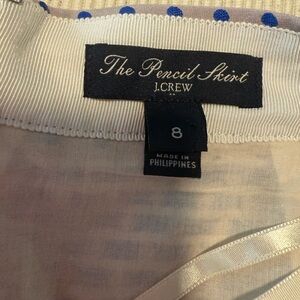 The Pencil Skirt
J.CREW
8
MADE IN
PHILIPPINES